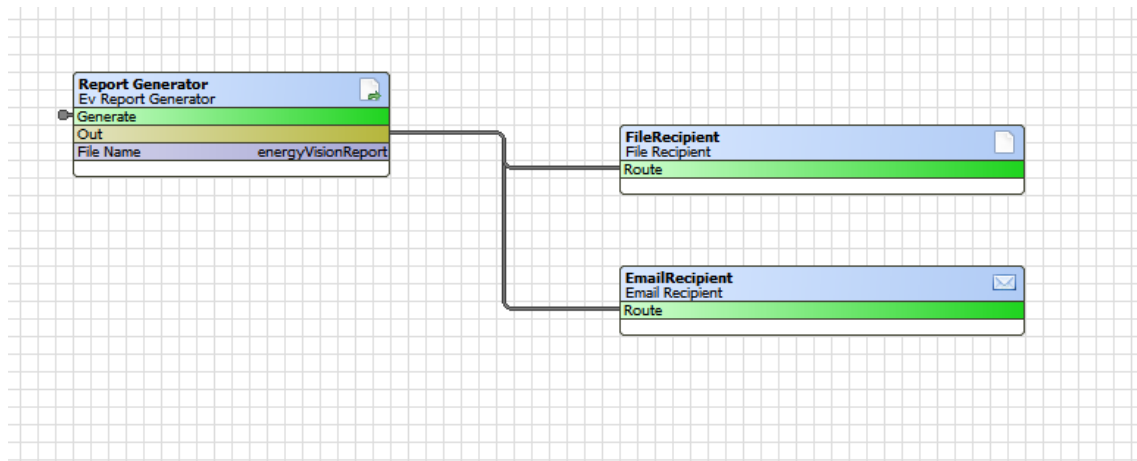 Report Generator
Ev Report Generator
Generate
Out
File Name energyVisionReport
FileRecipient
File Recipient
Route
EmailRecipient
Email Recipient
Route